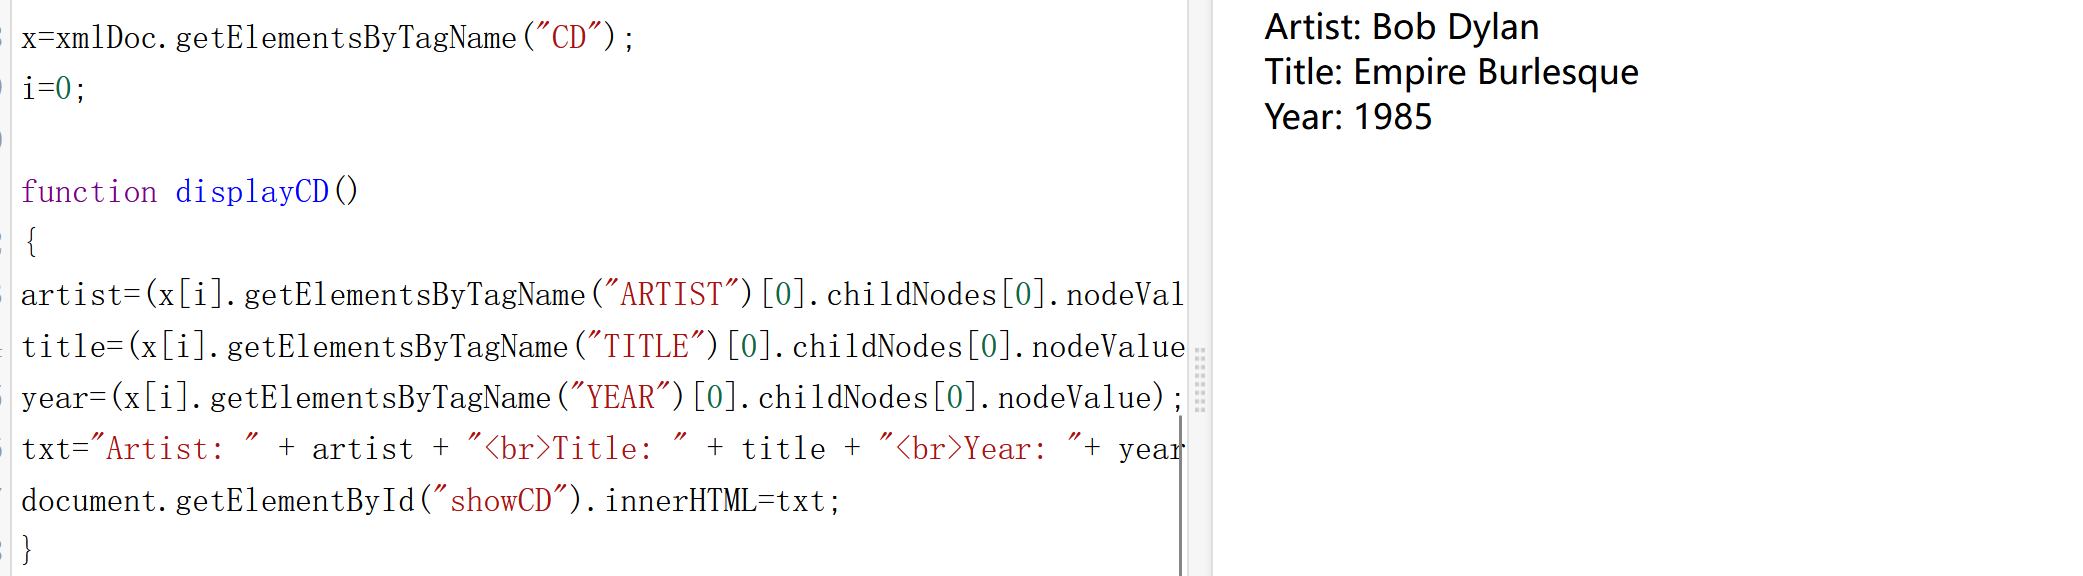 x=xmlDoc.getElementsByTagName("CD");
i=0;
function displayCD()
{
artist=(x[i].getElementsByTagName("ARTIST")[0].childNodes[0].nodeVal
title=(x[i].getElementsByTagName("TITLE")[0].childNodes[0].nodeValue
year=(x[i].getElementsByTagName("YEAR")[0].childNodes[0].nodeValue);
txt="Artist: " + artist + "<br>Title: " + title + "<br>Year: "+ year
document.getElementById("showCD").innerHTML=txt;
}
Artist: Bob Dylan
Title: Empire Burlesque
Year: 1985